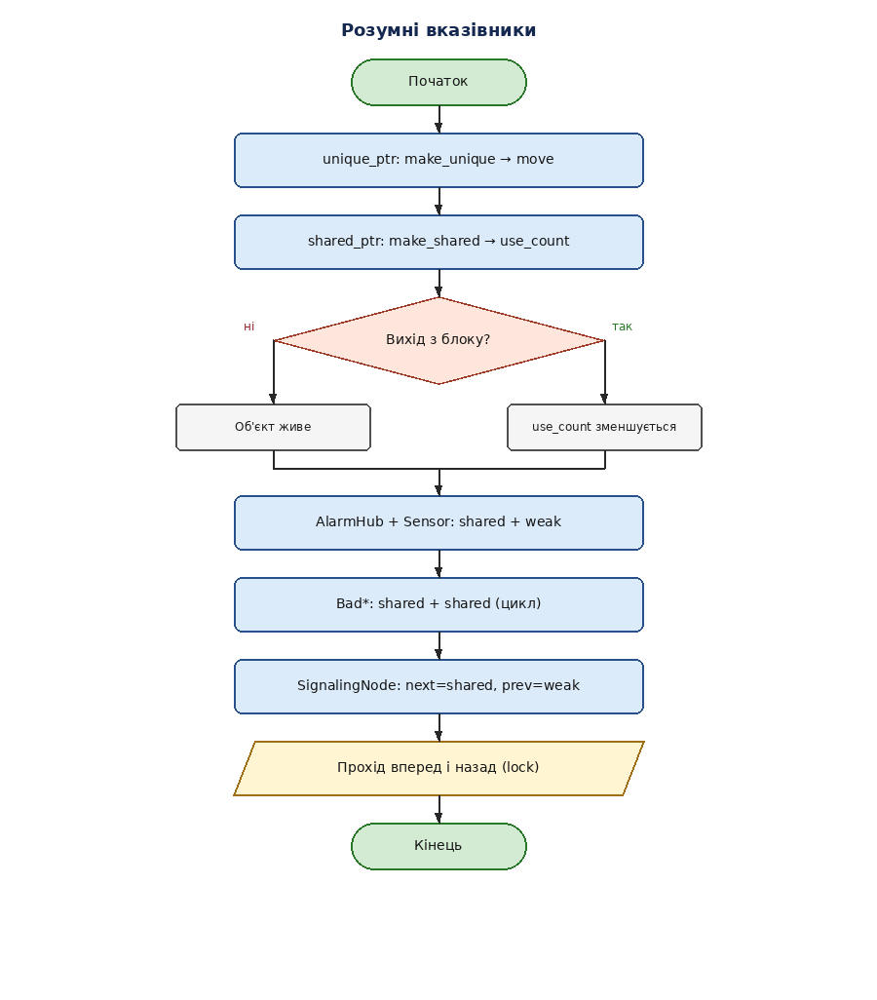 Розумні вказівники
Початок
unique_ptr: make_unique → move
shared_ptr: make_shared → use_count
Вихід з блоку?
ні
так
Об'єкт живе
use_count зменшується
AlarmHub + Sensor: shared + weak
Bad*: shared + shared (цикл)
SignalingNode: next=shared, prev=weak
Прохід вперед і назад (lock)
Кінець